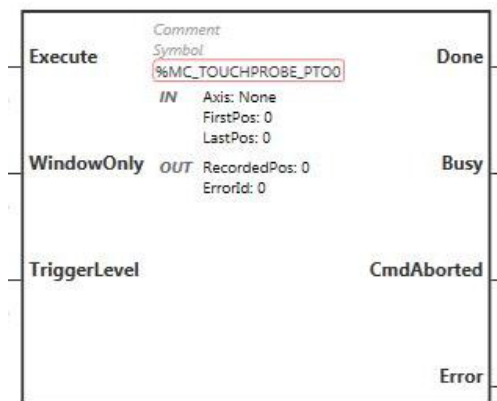 Comment
Symbol
Execute
Done
%MC_TOUCHPROBE_PTO0
IN Axis: None
FirstPos: 0
LastPos: 0
WindowOnly
OUT RecordedPos: 0
Busy
ErrorId: 0
TriggerLevel
CmdAborted
Error